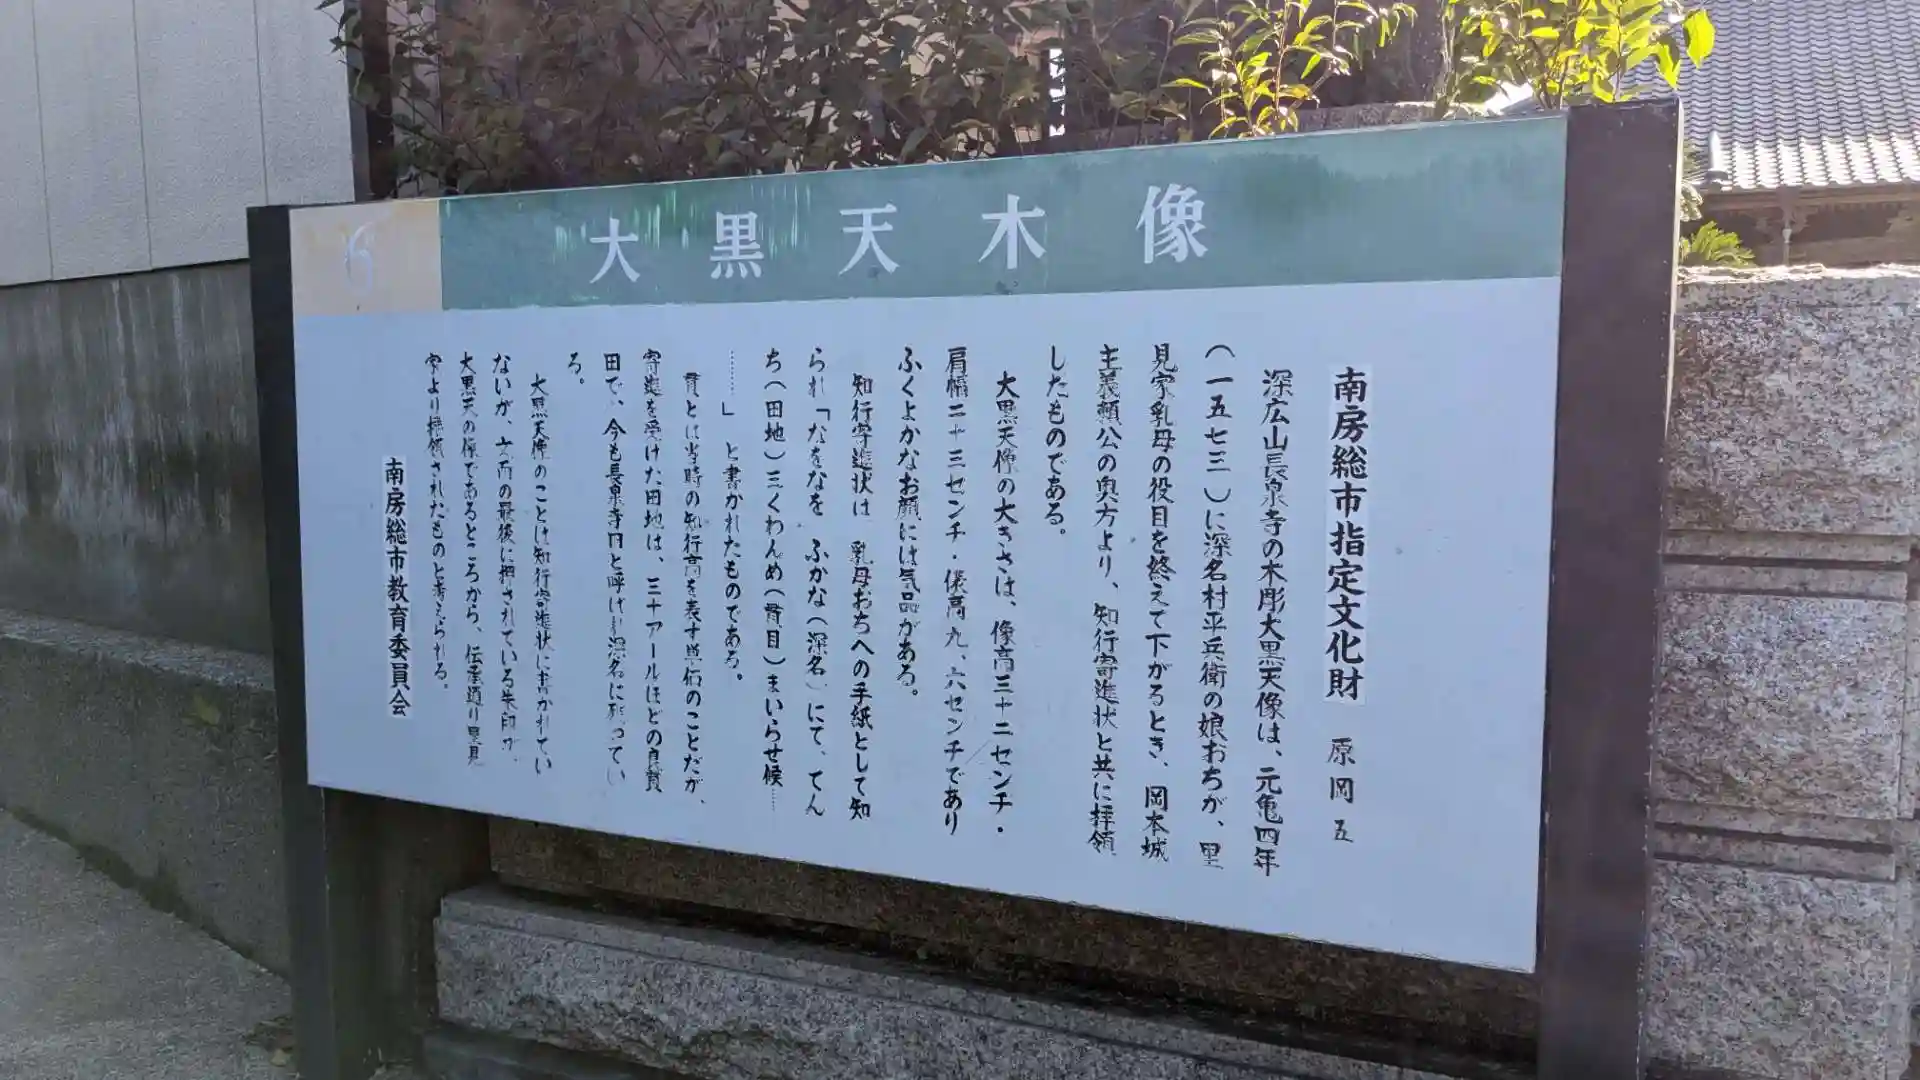 大黒天木像
南房総市指定文化財 原岡五
深広山長泉寺の木彫大黒天像は、元亀四年
(一五七三)に深名村平兵衛の娘おちが、里
見家乳母の役目を終えて下がるとき、岡本城
主義頼公の奥方より、知行寄進状と共に拝領
したものである。
大黒天像の大きさは、像高三十二センチ・
肩幅二十三センチ・俵高九、六センチであり
ふくよかなお顔には気品がある。
知行寄進状は 乳母おちへの手紙として知
られ「なをなを ふかな(深名)にて、てん
ち(田地)三くわんめ(貫目)まいらせ候……
………」と書かれたものである。
貫とは当時の知行高を表す単価のことだが、
寄進を受けた田地は、三十アールほどの良質
田で、今も長泉寺田と呼ばれ深名に残ってい
る。
大黒天像のことは知行寄進状に書かれてい
ないが、文面の最後に押されている朱印が、
大黒天の像であるところから、伝承通り里見
家より拝領されたものと考えられる。
南房総市教育委員会